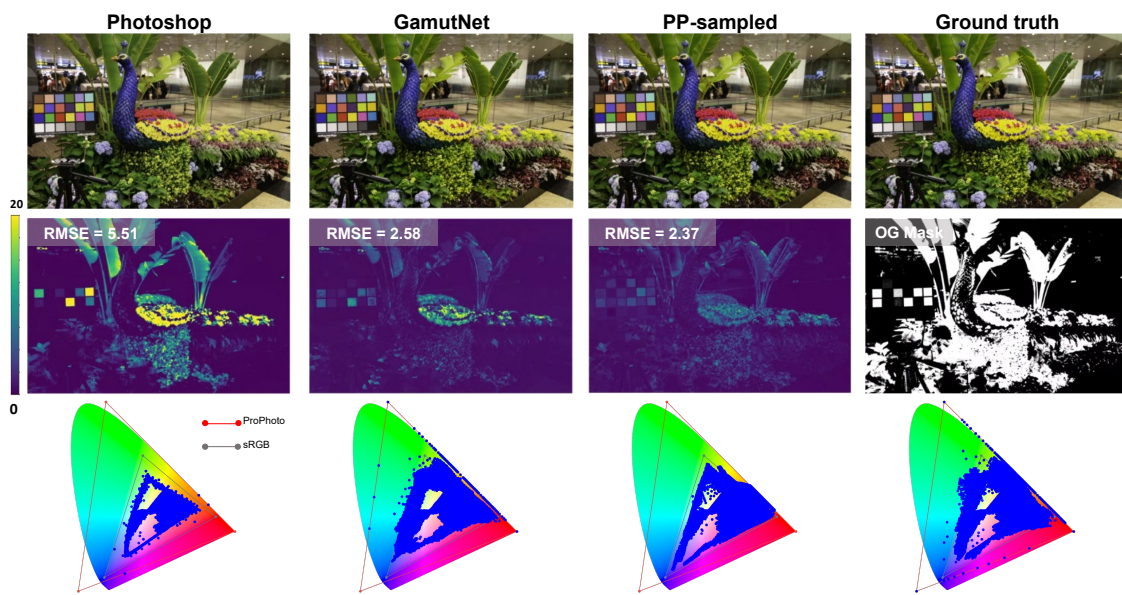 Photoshop
GamutNet
PP-sampled
Ground truth
20
RMSE = 5.51
RMSE = 2.58
RMSE = 2.37
OG Mask
0
ProPhoto
sRGB